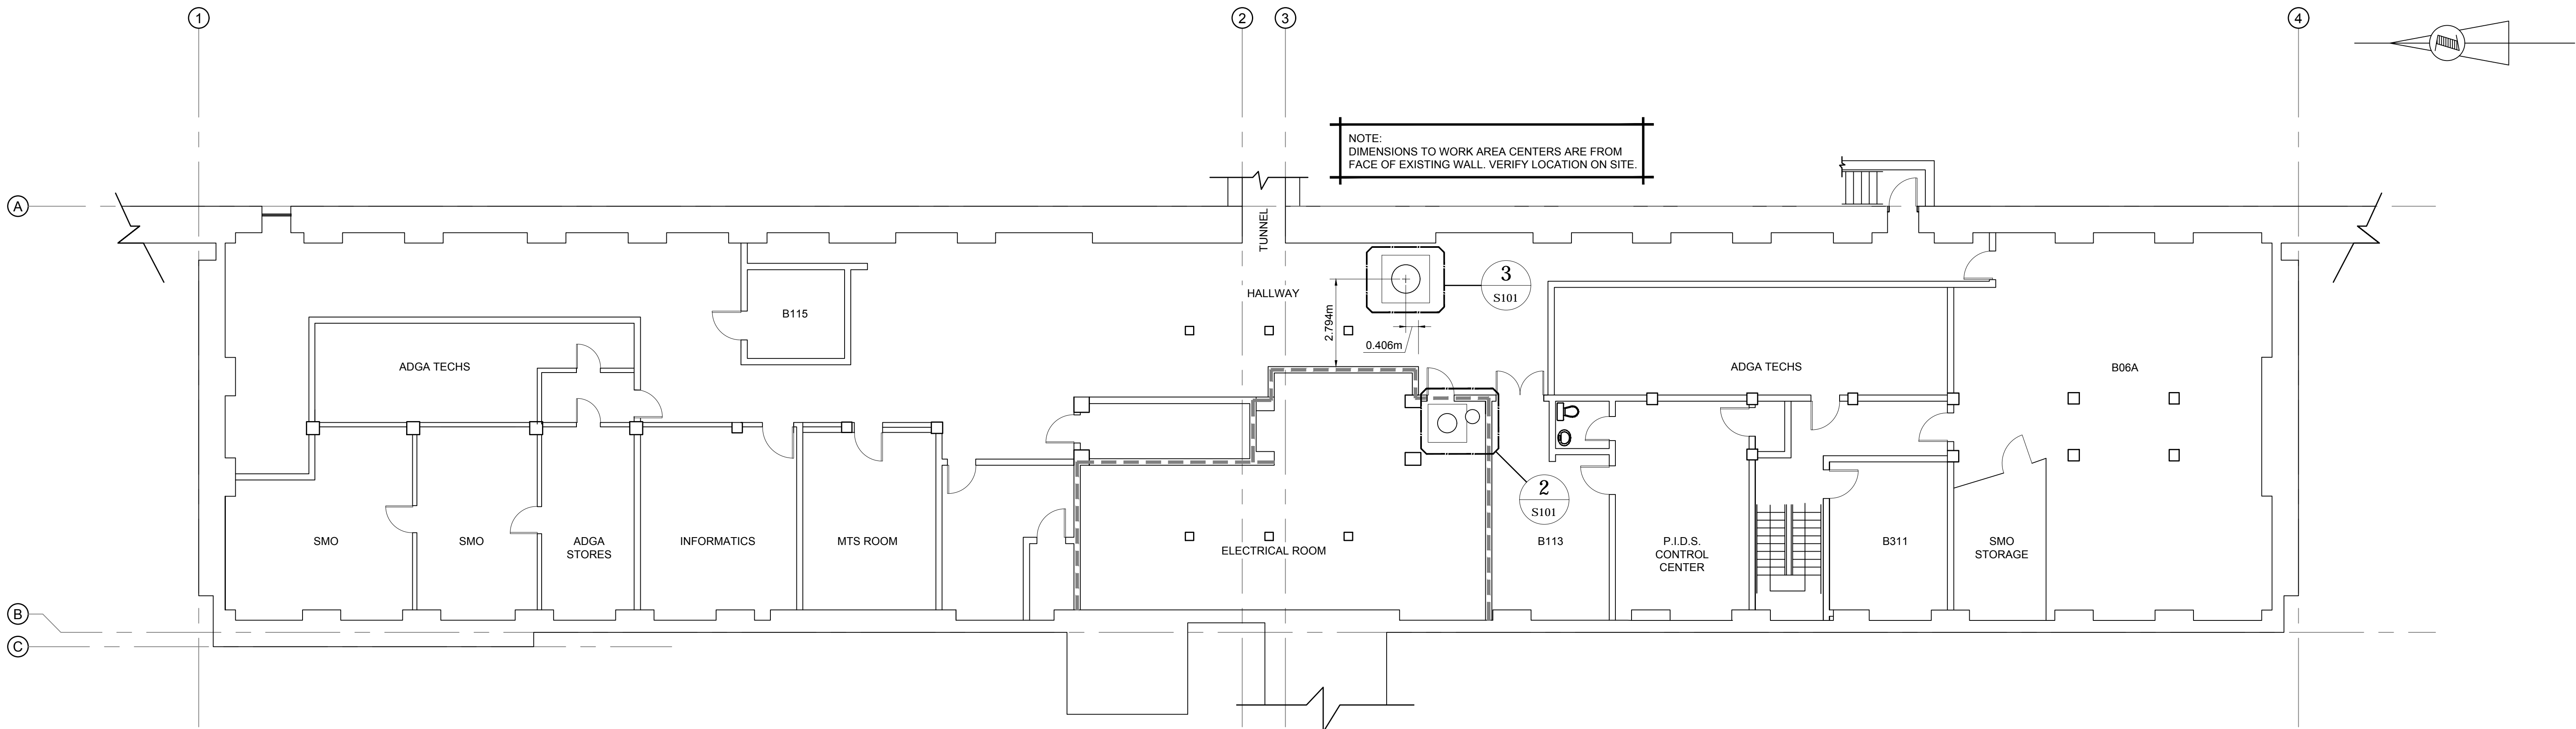 1
2
3
4
A
NOTE:
DIMENSIONS TO WORK AREA CENTERS ARE FROM
FACE OF EXISTING WALL. VERIFY LOCATION ON SITE.
TUNNEL
HALLWAY
3
S101
2.794m
0.406m
B115
ADGA TECHS
ADGA TECHS
B06A
2
S101
SMO
SMO
ADGA
STORES
INFORMATICS
MTS ROOM
ELECTRICAL ROOM
B113
P.I.D.S.
CONTROL
CENTER
B311
SMO
STORAGE
B
C